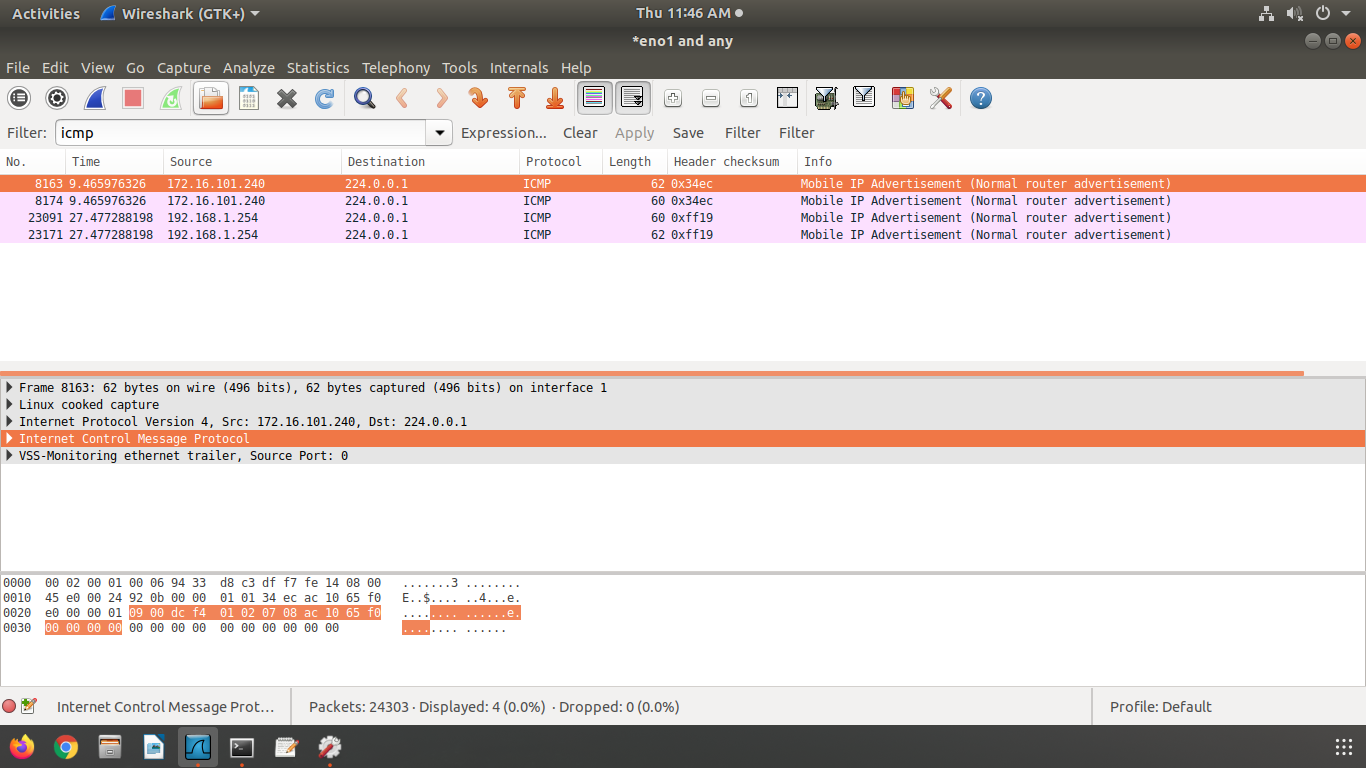 Activities Wireshark (GTK+) Thu 11:46 AM
*eno1 and any
File Edit View Go Capture Analyze Statistics Telephony Tools Internals Help
Filter: icmp Expression... Clear Apply Save Filter Filter
No. Time Source Destination Protocol Length Header checksum Info
8163 9.465976326 172.16.101.240 224.0.0.1 ICMP 62 0x34ec Mobile IP Advertisement (Normal router advertisement)
8174 9.465976326 172.16.101.240 224.0.0.1 ICMP 60 0x34ec Mobile IP Advertisement (Normal router advertisement)
23091 27.477288198 192.168.1.254 224.0.0.1 ICMP 60 0xff19 Mobile IP Advertisement (Normal router advertisement)
23171 27.477288198 192.168.1.254 224.0.0.1 ICMP 62 0xff19 Mobile IP Advertisement (Normal router advertisement)
Frame 8163: 62 bytes on wire (496 bits), 62 bytes captured (496 bits) on interface 1
Linux cooked capture
Internet Protocol Version 4, Src: 172.16.101.240, Dst: 224.0.0.1
Internet Control Message Protocol
VSS-Monitoring ethernet trailer, Source Port: 0
0000 00 02 00 01 00 06 94 33 d8 c3 df f7 fe 14 08 00 .......3 ........
0010 45 e0 00 24 92 0b 00 00 01 01 34 ec ac 10 65 f0 E..$.... ..4...e.
0020 e0 00 00 01 09 00 dc f4 01 02 07 08 ac 10 65 f0 ........ ......e.
0030 00 00 00 00 00 00 00 00 00 00 00 00 00 00 ........ ......
Internet Control Message Prot... Packets: 24303 · Displayed: 4 (0.0%) · Dropped: 0 (0.0%) Profile: Default